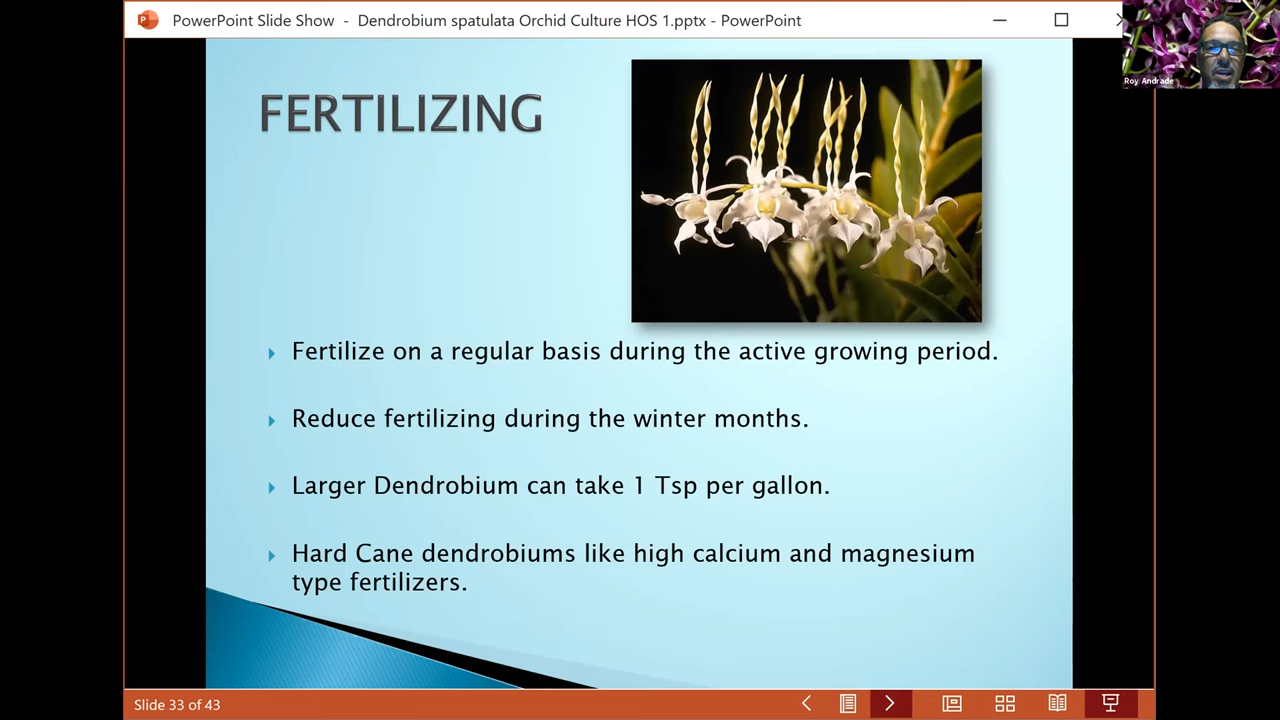 PowerPoint Slide Show - Dendrobium spatulata Orchid Culture HOS 1.pptx - PowerPoint
Roy Andrade
FERTILIZING
Fertilize on a regular basis during the active growing period.
Reduce fertilizing during the winter months.
Larger Dendrobium can take 1 Tsp per gallon.
Hard Cane dendrobiums like high calcium and magnesium
type fertilizers.
Slide 33 of 43